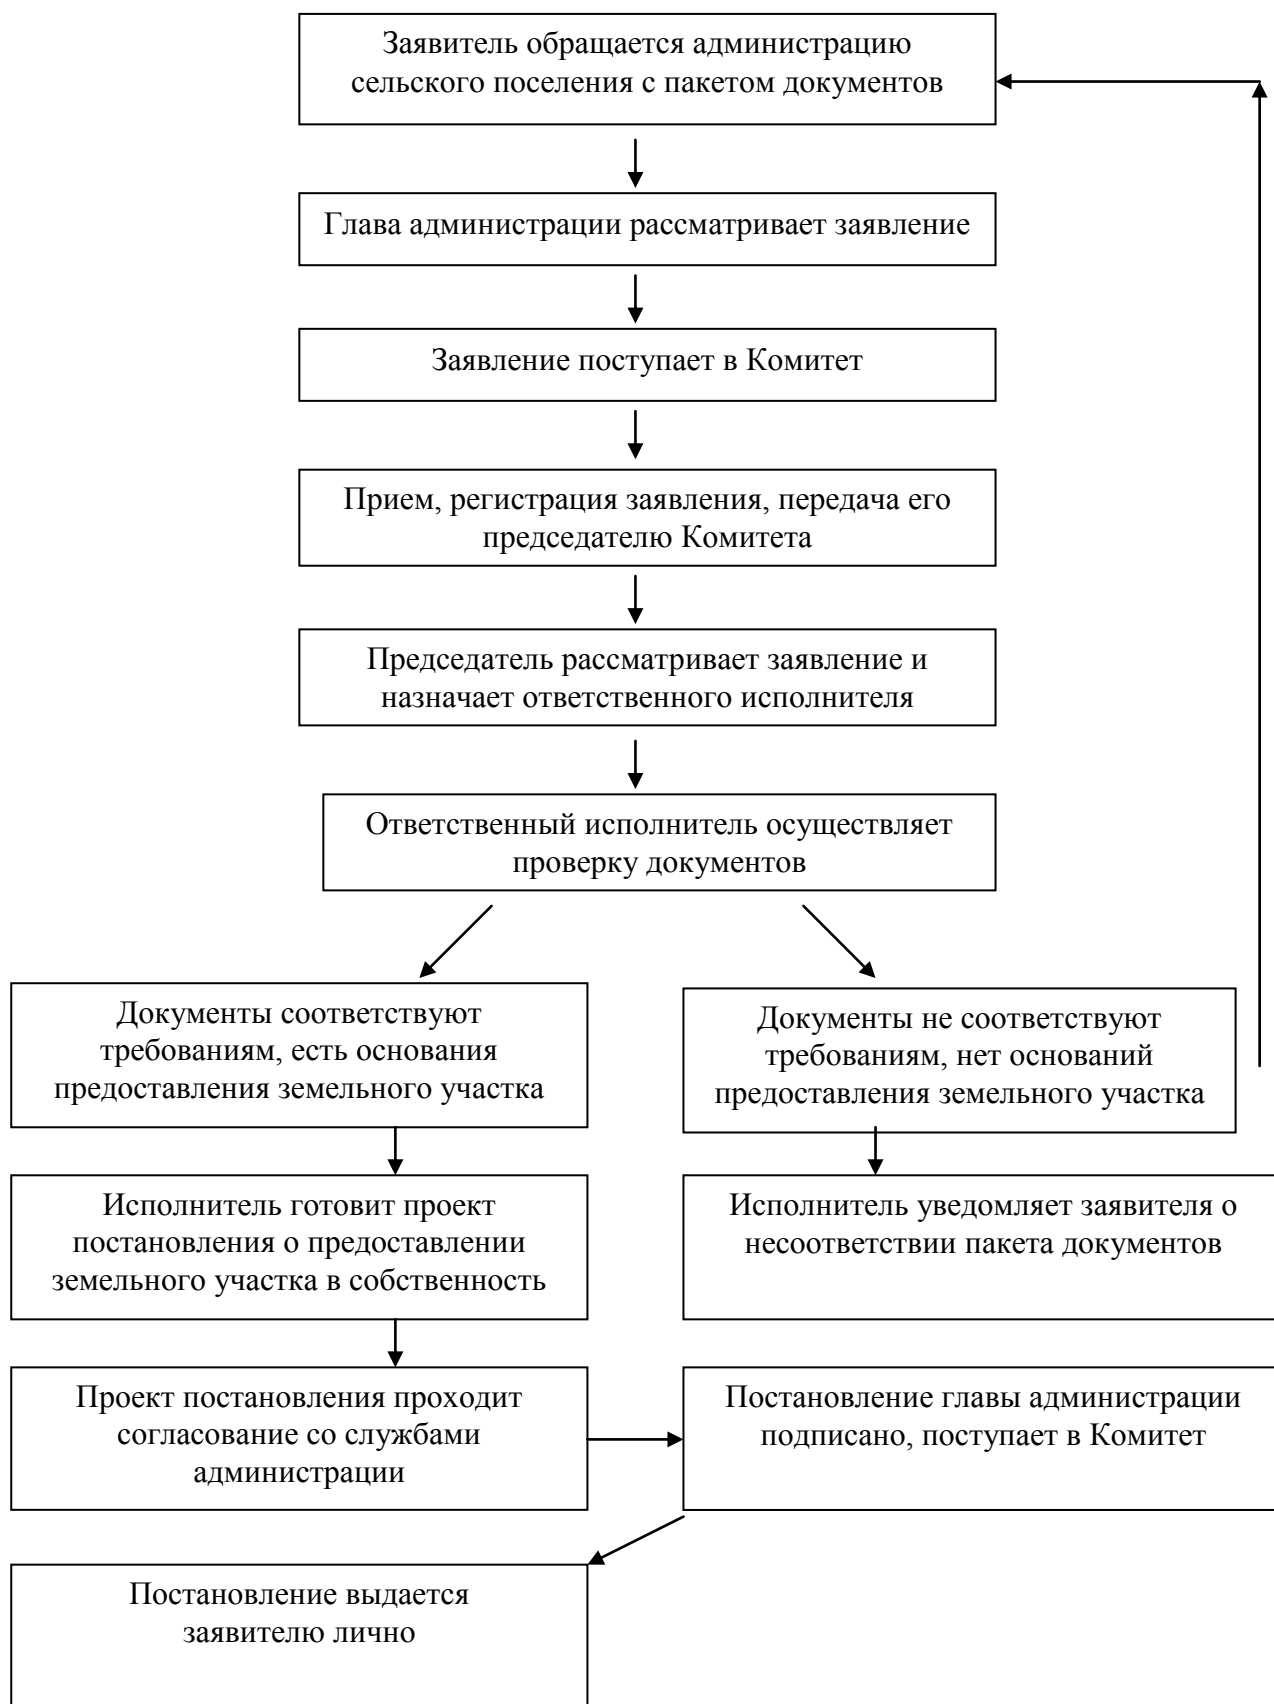 Заявитель обращается администрацию
сельского поселения с пакетом документов
Глава администрации рассматривает заявление
Заявление поступает в Комитет
Прием, регистрация заявления, передача его
председателю Комитета
Председатель рассматривает заявление и
назначает ответственного исполнителя
Ответственный исполнитель осуществляет
проверку документов
Документы соответствуют
требованиям, есть основания
предоставления земельного участка
Документы не соответствуют
требованиям, нет оснований
предоставления земельного участка
Исполнитель готовит проект
постановления о предоставлении
земельного участка в собственность
Исполнитель уведомляет заявителя о
несоответствии пакета документов
Проект постановления проходит
согласование со службами
администрации
Постановление главы администрации
подписано, поступает в Комитет
Постановление выдается
заявителю лично